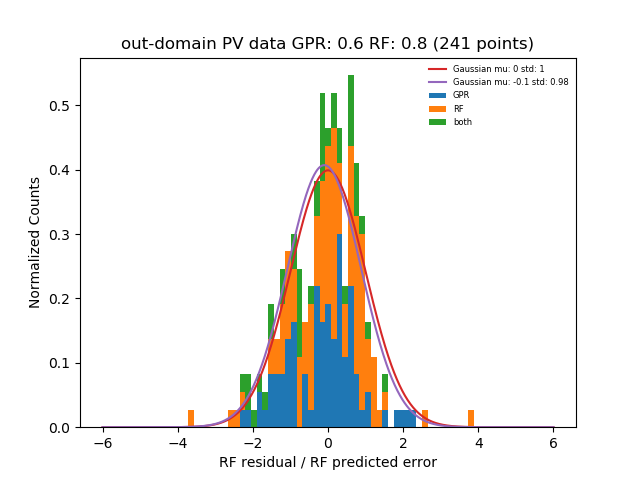 out-domain PV data GPR: 0.6 RF: 0.8 (241 points)
Gaussian mu: 0 std: 1
Gaussian mu: -0.1 std: 0.98
GPR
RF
both
Normalized Counts
0.5
0.4
0.3
0.2
0.1
0.0
−6 −4 −2 0 2 4 6
RF residual / RF predicted error